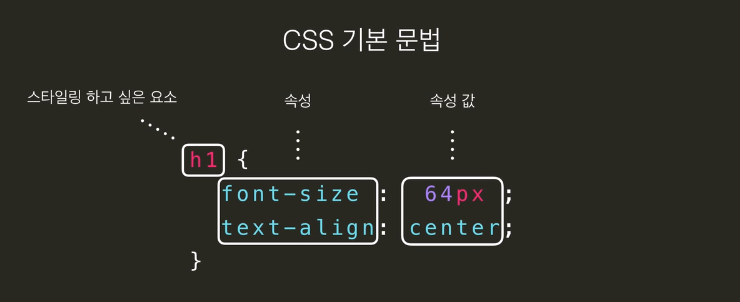 CSS 기본 문법
스타일링 하고 싶은 요소
속성
속성 값
h1 {
font-size : 64px ;
text-align: center;
}